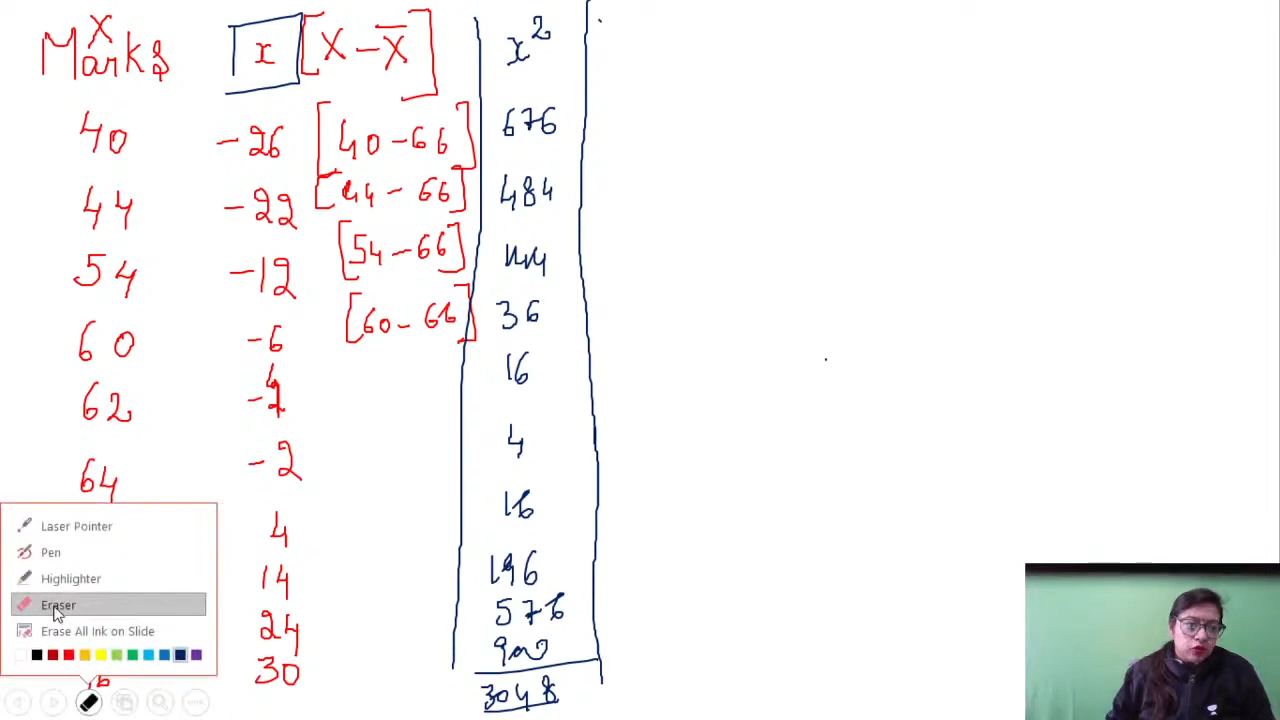 X
Marks x [X – X̅] x²
40 –26 [40 – 66] 676
44 –22 [44 – 66] 484
54 –12 [54 – 66] 144
60 –6 [60 – 66] 36
62 –4 16
64 –2 4
4 16
14 196
24 576
30 900
3048
Laser Pointer
Pen
Highlighter
Eraser
Erase All Ink on Slide